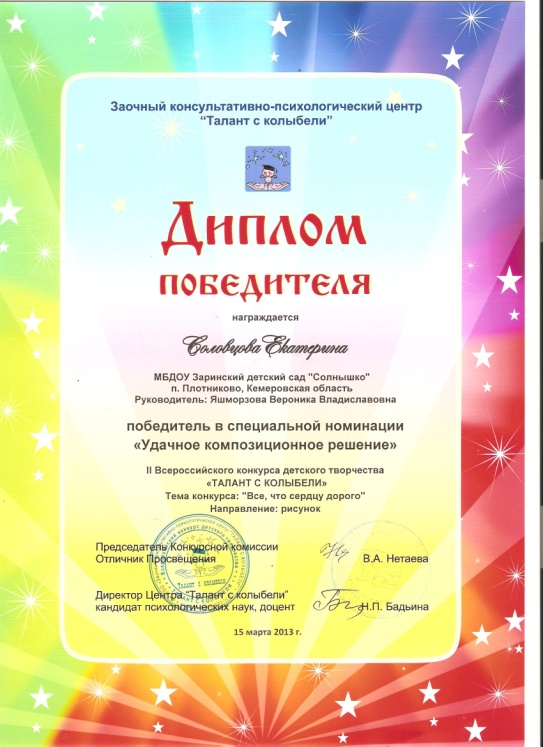 Заочный консультативно-психологический центр
“Талант с колыбели”
Диплом
победителя
награждается
Соловцова Екатерина
МБДОУ Заринский детский сад "Солнышко"
п. Плотниково, Кемеровская область
Руководитель: Яшморзова Вероника Владиславовна
победитель в специальной номинации
«Удачное композиционное решение»
II Всероссийского конкурса детского творчества
«ТАЛАНТ С КОЛЫБЕЛИ»
Тема конкурса: "Все, что сердцу дорого"
Направление: рисунок
Председатель Конкурсной комиссии
Отличник Просвещения
В.А. Нетаева
Талант с колыбели
Директор Центра “Талант с колыбели”
кандидат психологических наук, доцент
Н.П. Бадьина
15 марта 2013 г.